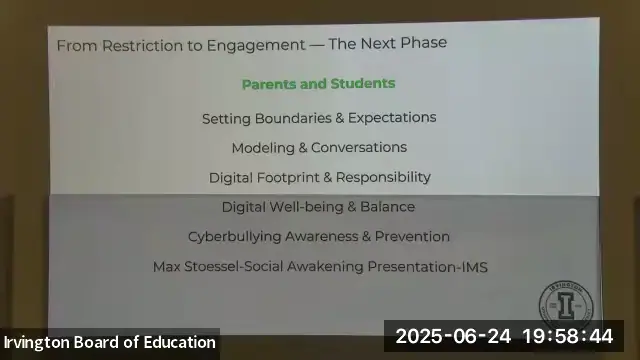 From Restriction to Engagement — The Next Phase
Parents and Students
Setting Boundaries & Expectations
Modeling & Conversations
Digital Footprint & Responsibility
Digital Well-being & Balance
Cyberbullying Awareness & Prevention
Max Stoessel-Social Awakening Presentation-IMS
IRVINGTON
I
Irvington Board of Education
2025-06-24 19:58:44